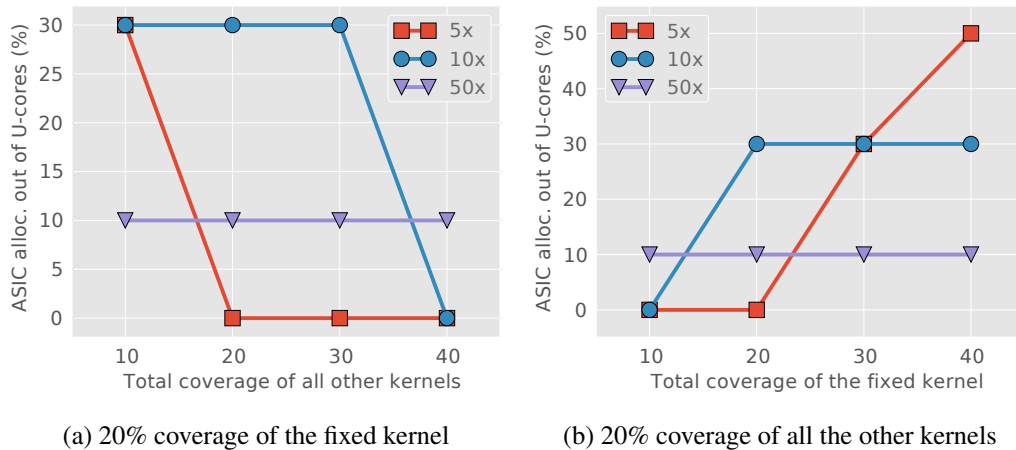 ASIC alloc. out of U-cores (%)
30
25
20
15
10
5
0
5x
10x
50x
10 20 30 40
Total coverage of all other kernels
(a) 20% coverage of the fixed kernel
ASIC alloc. out of U-cores (%)
50
40
30
20
10
0
5x
10x
50x
10 20 30 40
Total coverage of the fixed kernel
(b) 20% coverage of all the other kernels